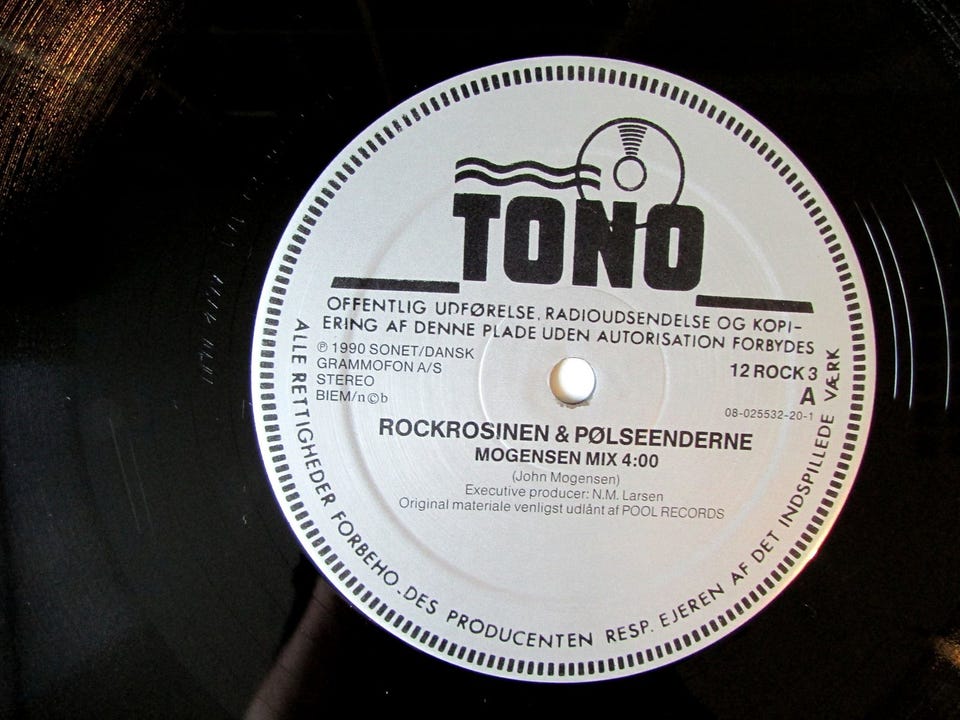 TONO
OFFENTLIG UDFØRELSE, RADIOUDSENDELSE OG KOPI-
ERING AF DENNE PLADE UDEN AUTORISATION FORBYDES
℗ 1990 SONET/DANSK
GRAMMOFON A/S
STEREO
BIEM/n©b
12 ROCK 3
A
08-025532-20-1
ROCKROSINEN & PØLSEENDERNE
MOGENSEN MIX 4:00
(John Mogensen)
Executive producer: N.M. Larsen
Original materiale venligst udlånt af POOL RECORDS
ALLE RETTIGHEDER FORBEHO_DES PRODUCENTEN RESP. EJEREN AF DET INDSPILLEDE VÆRK